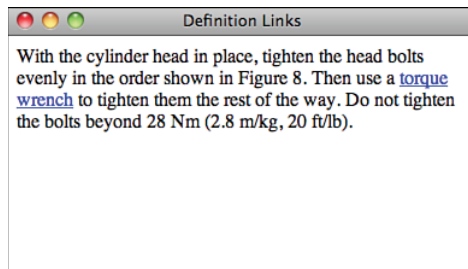 Definition Links
With the cylinder head in place, tighten the head bolts
evenly in the order shown in Figure 8. Then use a torque
wrench to tighten them the rest of the way. Do not tighten
the bolts beyond 28 Nm (2.8 m/kg, 20 ft/lb).